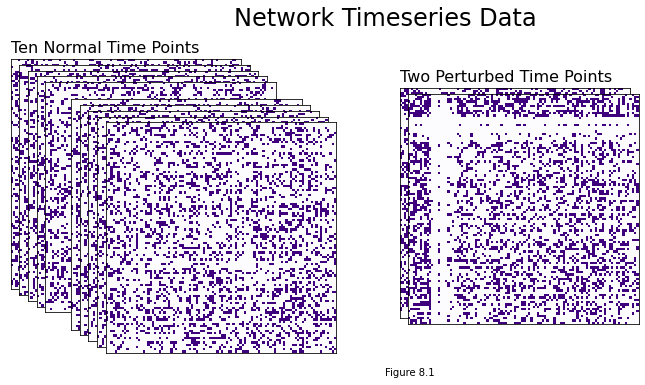 Network Timeseries Data
Ten Normal Time Points
Two Perturbed Time Points
Figure 8.1